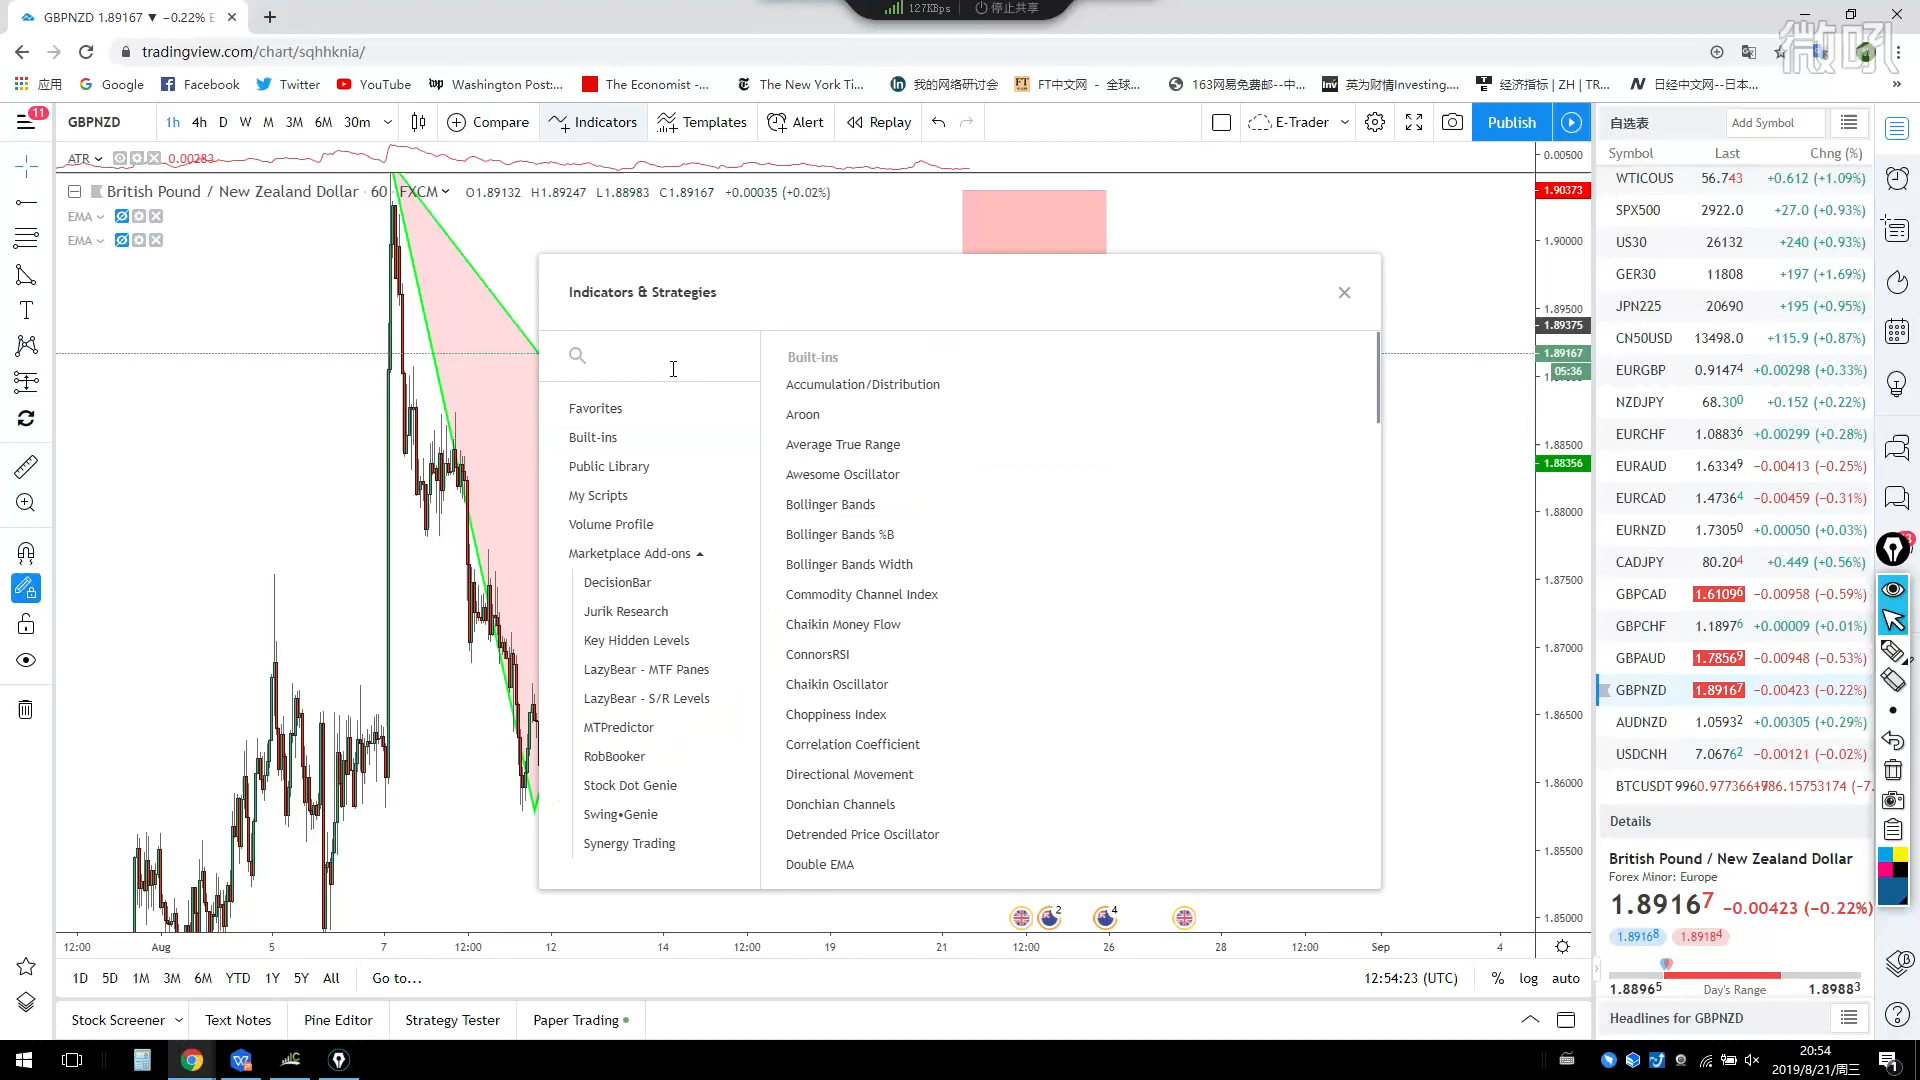 GBPNZD 1.89167 ▼ −0.22% E
127KBps
停止共享
tradingview.com/chart/sqhhknia/
微吼
应用
Google
Facebook
Twitter
YouTube
Washington Post:...
The Economist -...
The New York Ti...
我的网络研讨会
FT中文网 - 全球...
163网易免费邮--中...
英为财情Investing....
经济指标 | ZH | TR...
日经中文网--日本...
11
GBPNZD
1h 4h D W M 3M 6M 30m
Compare
Indicators
Templates
Alert
Replay
E-Trader
Publish
自选表
Add Symbol
ATR 0.00283
British Pound / New Zealand Dollar · 60 · FXCM O1.89132 H1.89247 L1.88983 C1.89167 +0.00035 (+0.02%)
EMA
EMA
Indicators & Strategies
Favorites
Built-ins
Public Library
My Scripts
Volume Profile
Marketplace Add-ons
DecisionBar
Jurik Research
Key Hidden Levels
LazyBear - MTF Panes
LazyBear - S/R Levels
MTPredictor
RobBooker
Stock Dot Genie
Swing•Genie
Synergy Trading
Built-ins
Accumulation/Distribution
Aroon
Average True Range
Awesome Oscillator
Bollinger Bands
Bollinger Bands %B
Bollinger Bands Width
Commodity Channel Index
Chaikin Money Flow
ConnorsRSI
Chaikin Oscillator
Choppiness Index
Correlation Coefficient
Directional Movement
Donchian Channels
Detrended Price Oscillator
Double EMA
0.00500
1.90373
1.90000
1.89500
1.89375
1.89167
05:36
1.88500
1.88356
1.88000
1.87500
1.87000
1.86500
1.86000
1.85500
1.85000
2
4
12:00 Aug 5 7 12:00 12 14 12:00 19 21 12:00 26 28 12:00 Sep 4
1D 5D 1M 3M 6M YTD 1Y 5Y All Go to...
12:54:23 (UTC) % log auto
Stock Screener
Text Notes
Pine Editor
Strategy Tester
Paper Trading
Symbol Last Chng (%)
WTICOUS 56.743 +0.612 (+1.09%)
SPX500 2922.0 +27.0 (+0.93%)
US30 26132 +240 (+0.93%)
GER30 11808 +197 (+1.69%)
JPN225 20690 +195 (+0.95%)
CN50USD 13498.0 +115.9 (+0.87%)
EURGBP 0.91474 +0.00298 (+0.33%)
NZDJPY 68.300 +0.152 (+0.22%)
EURCHF 1.08836 +0.00299 (+0.28%)
EURAUD 1.63349 −0.00413 (−0.25%)
EURCAD 1.47364 −0.00459 (−0.31%)
EURNZD 1.73050 +0.00050 (+0.03%)
CADJPY 80.204 +0.449 (+0.56%)
GBPCAD 1.61096 −0.00958 (−0.59%)
GBPCHF 1.18976 +0.00009 (+0.01%)
GBPAUD 1.78569 −0.00948 (−0.53%)
GBPNZD 1.89167 −0.00423 (−0.22%)
AUDNZD 1.05932 +0.00305 (+0.29%)
USDCNH 7.06762 −0.00121 (−0.02%)
BTCUSDT
Details
British Pound / New Zealand Dollar
Forex Minor: Europe
1.89167 −0.00423 (−0.22%)
1.89168 1.89184
1.88965 Day's Range 1.89883
Headlines for GBPNZD
20:54
2019/8/21/周三
1